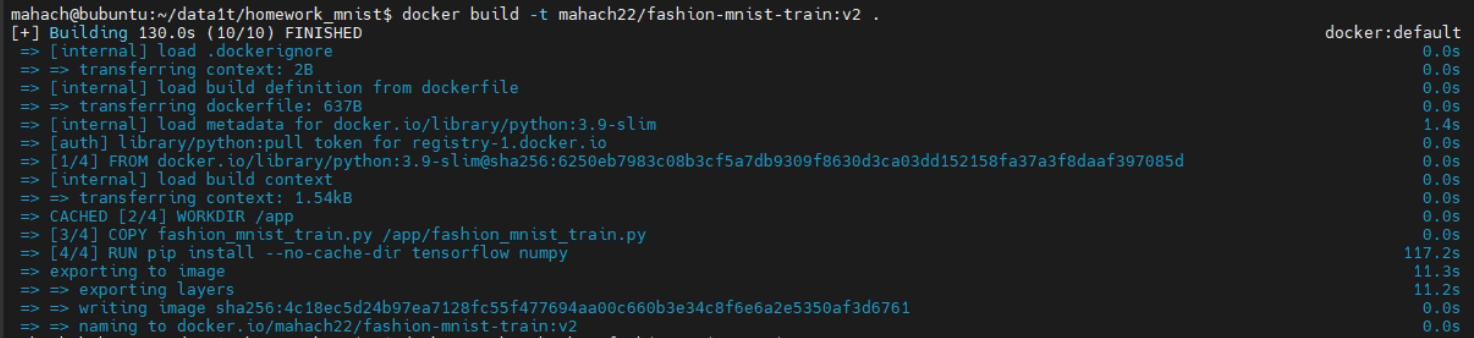 mahach@bubuntu:~/data1t/homework_mnist$ docker build -t mahach22/fashion-mnist-train:v2 .
[+] Building 130.0s (10/10) FINISHED docker:default
=> [internal] load .dockerignore 0.0s
=> => transferring context: 2B 0.0s
=> [internal] load build definition from dockerfile 0.0s
=> => transferring dockerfile: 637B 0.0s
=> [internal] load metadata for docker.io/library/python:3.9-slim 1.4s
=> [auth] library/python:pull token for registry-1.docker.io 0.0s
=> [1/4] FROM docker.io/library/python:3.9-slim@sha256:6250eb7983c08b3cf5a7db9309f8630d3ca03dd152158fa37a3f8daaf397085d 0.0s
=> [internal] load build context 0.0s
=> => transferring context: 1.54kB 0.0s
=> CACHED [2/4] WORKDIR /app 0.0s
=> [3/4] COPY fashion_mnist_train.py /app/fashion_mnist_train.py 0.0s
=> [4/4] RUN pip install --no-cache-dir tensorflow numpy 117.2s
=> exporting to image 11.3s
=> => exporting layers 11.2s
=> => writing image sha256:4c18ec5d24b97ea7128fc55f477694aa00c660b3e34c8f6e6a2e5350af3d6761 0.0s
=> => naming to docker.io/mahach22/fashion-mnist-train:v2 0.0s